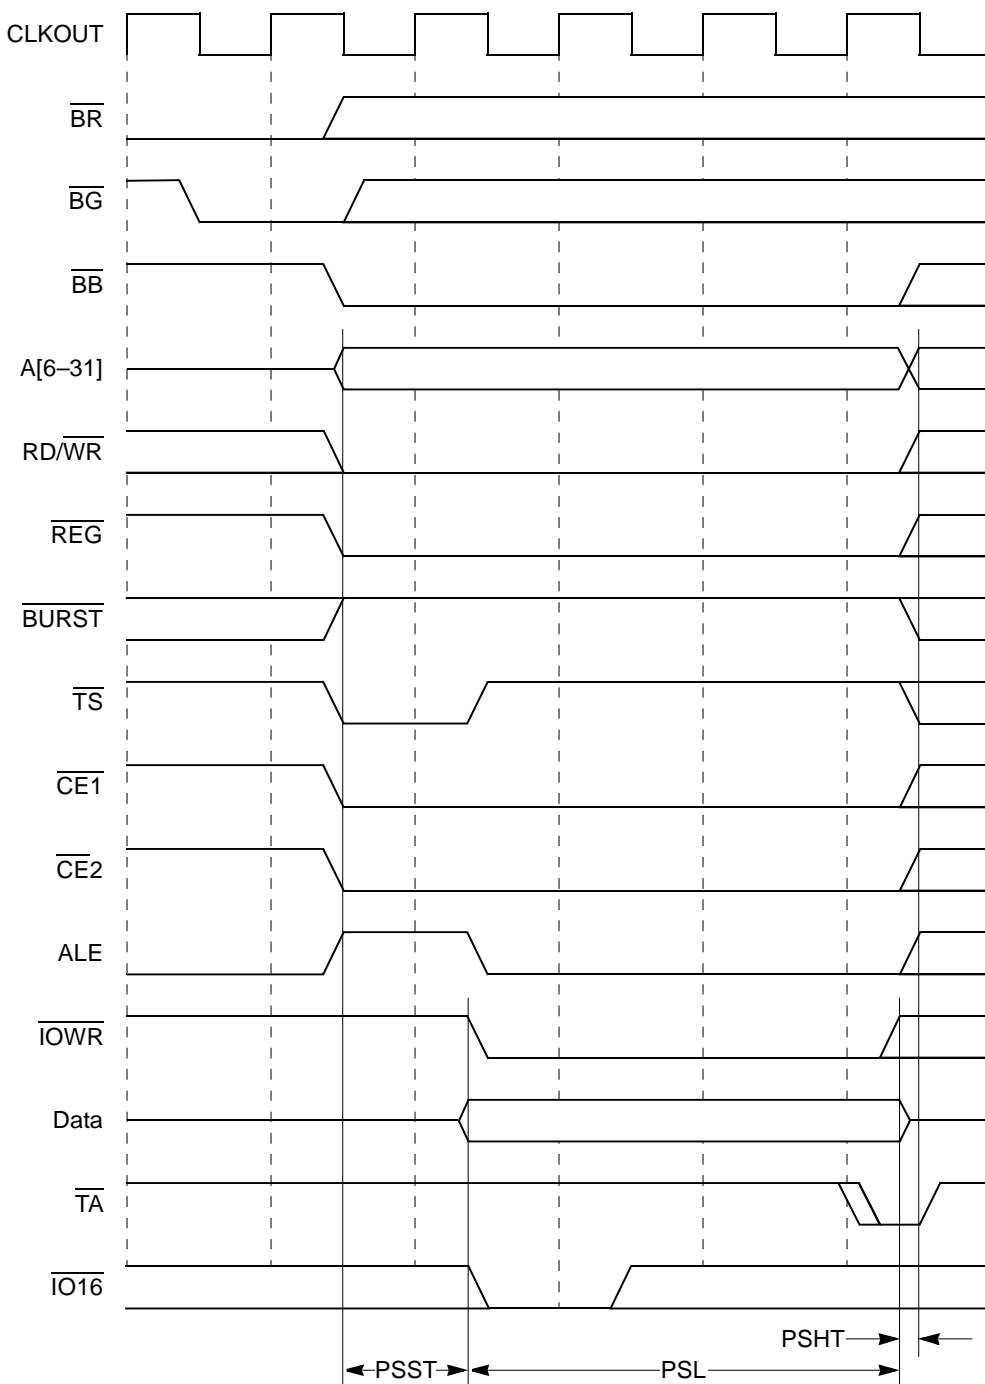 CLKOUT
BR
BG
BB
A[6–31]
RD/WR
REG
BURST
TS
CE1
CE2
ALE
IOWR
Data
TA
IO16
PSHT
PSST
PSL